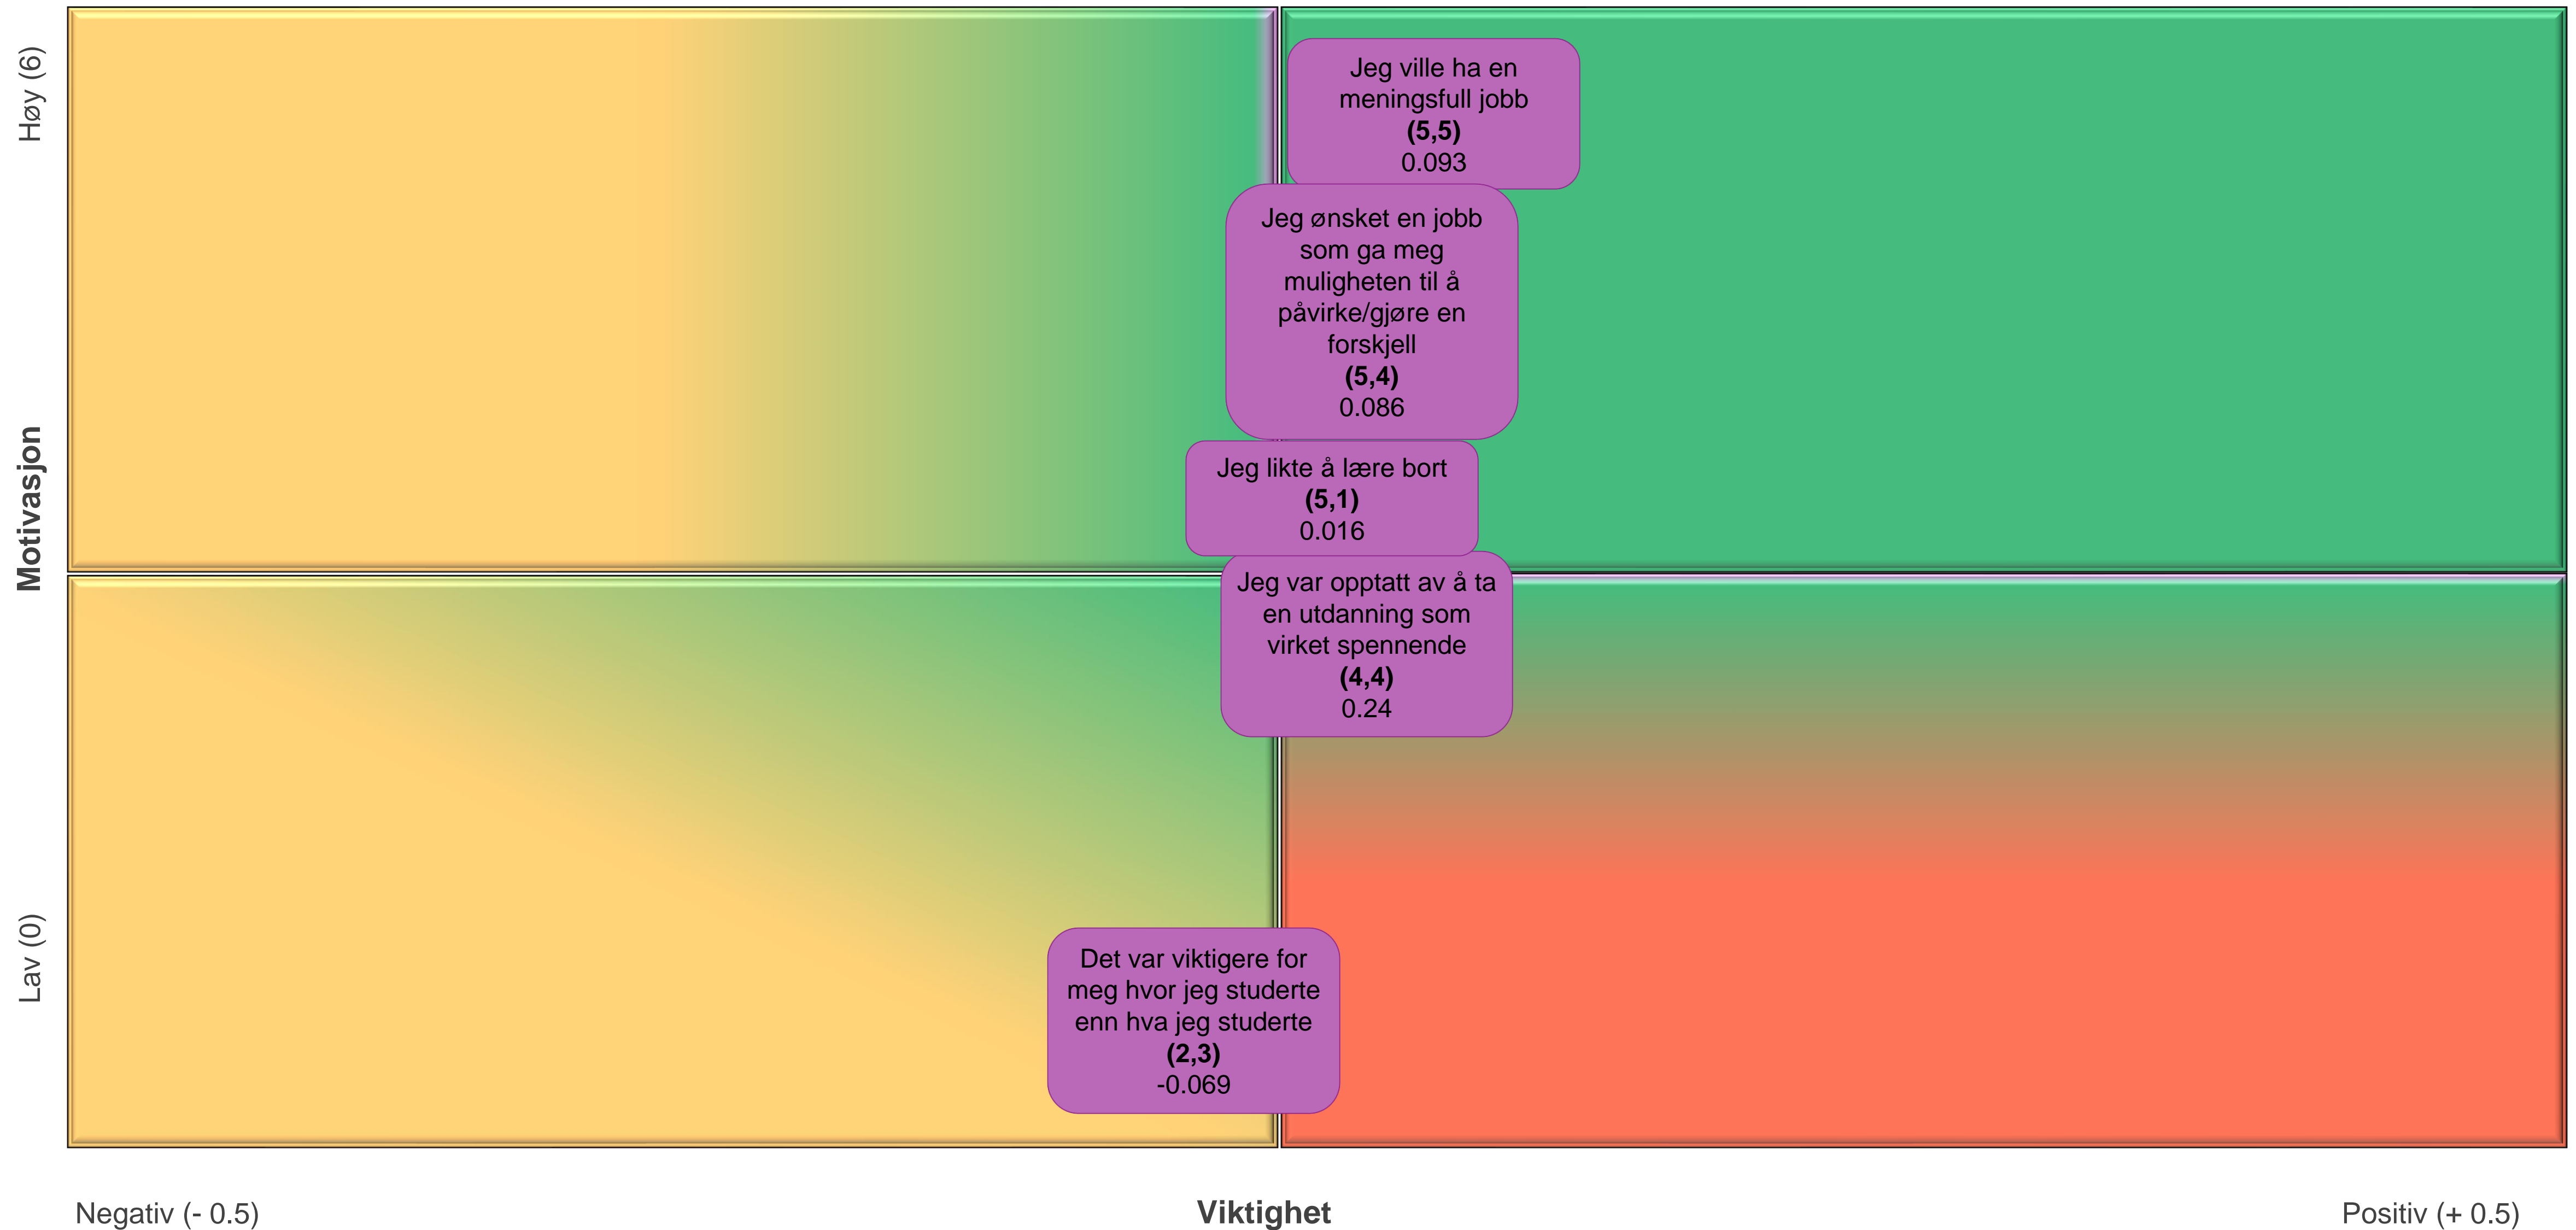 Høy (6)
Motivasjon
Lav (0)
Jeg ville ha en
meningsfull jobb
(5,5)
0.093
Jeg ønsket en jobb
som ga meg
muligheten til å
påvirke/gjøre en
forskjell
(5,4)
0.086
Jeg likte å lære bort
(5,1)
0.016
Jeg var opptatt av å ta
en utdanning som
virket spennende
(4,4)
0.24
Det var viktigere for
meg hvor jeg studerte
enn hva jeg studerte
(2,3)
-0.069
Negativ (- 0.5)
Viktighet
Positiv (+ 0.5)